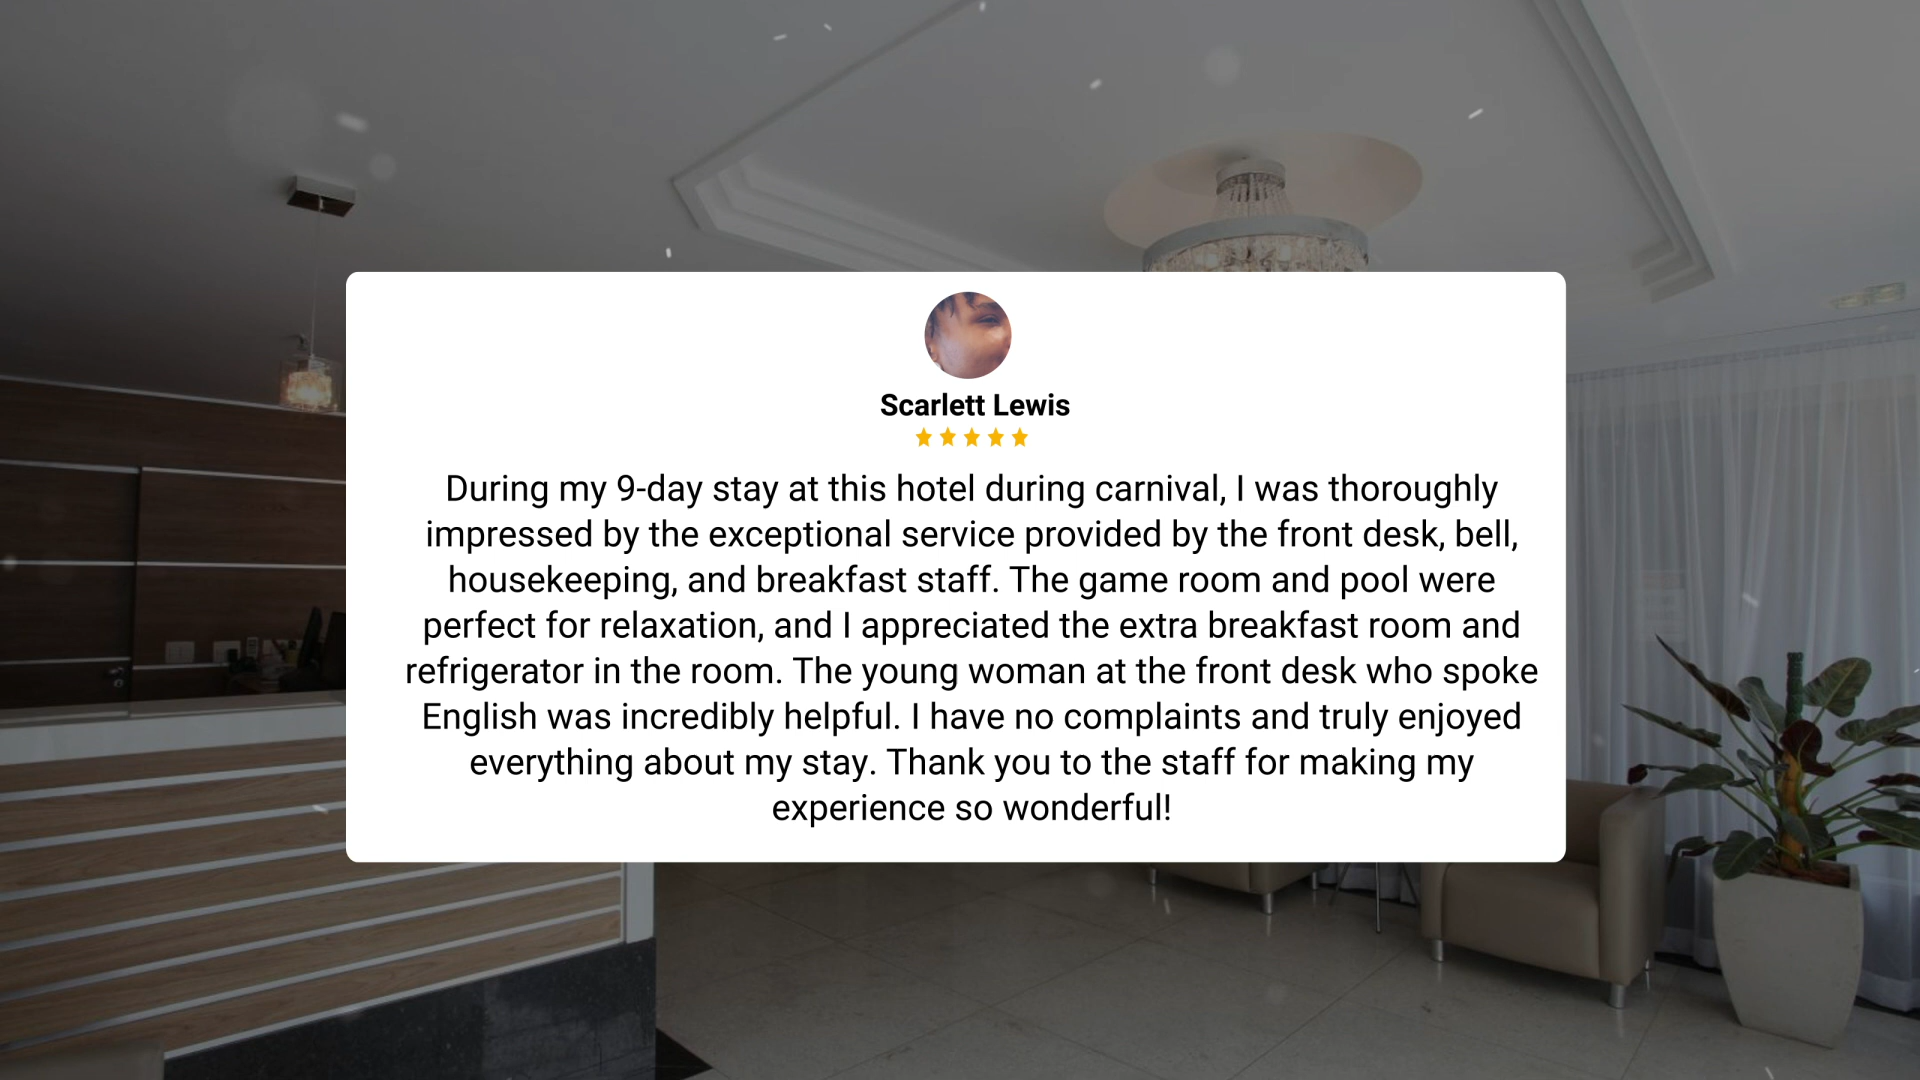 Scarlett Lewis
During my 9-day stay at this hotel during carnival, I was thoroughly
impressed by the exceptional service provided by the front desk, bell,
housekeeping, and breakfast staff. The game room and pool were
perfect for relaxation, and I appreciated the extra breakfast room and
refrigerator in the room. The young woman at the front desk who spoke
English was incredibly helpful. I have no complaints and truly enjoyed
everything about my stay. Thank you to the staff for making my
experience so wonderful!